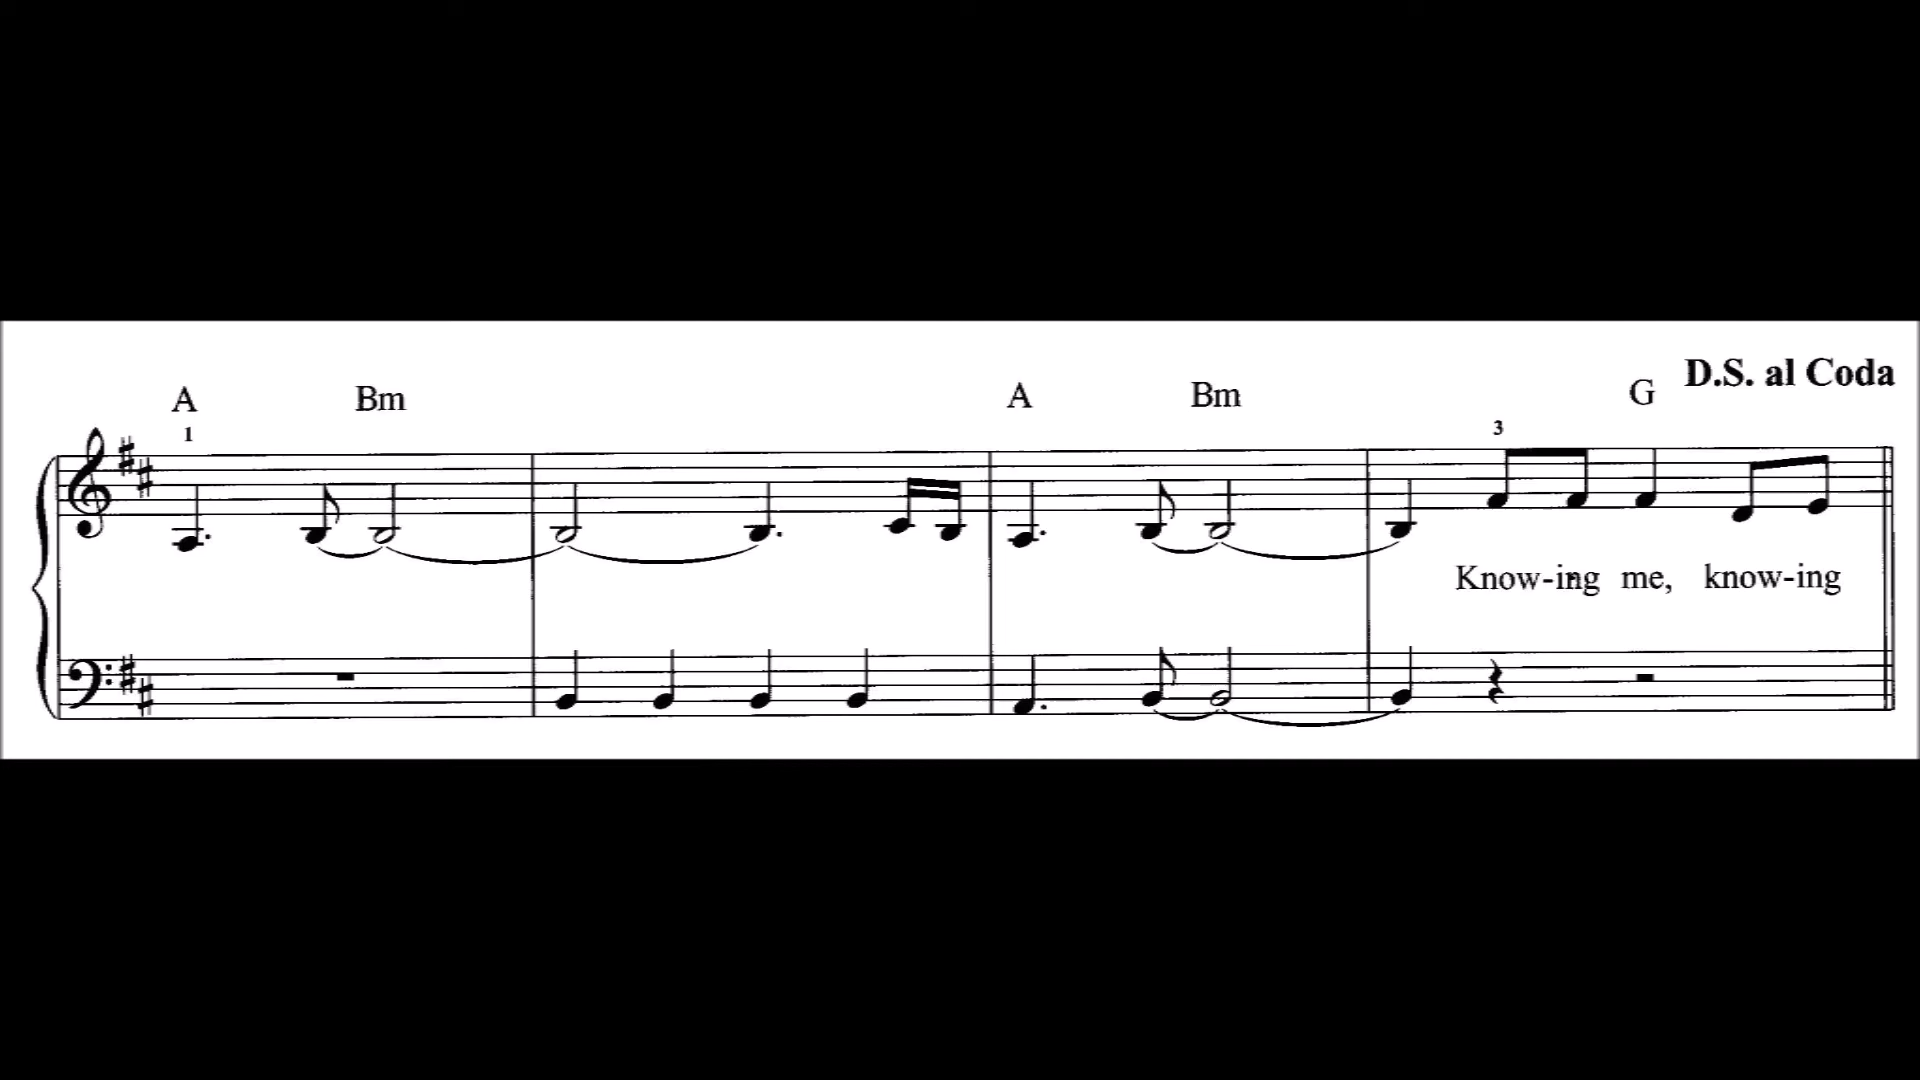 D.S. al Coda
A Bm A Bm G
1 3
Know-ing me, know-ing